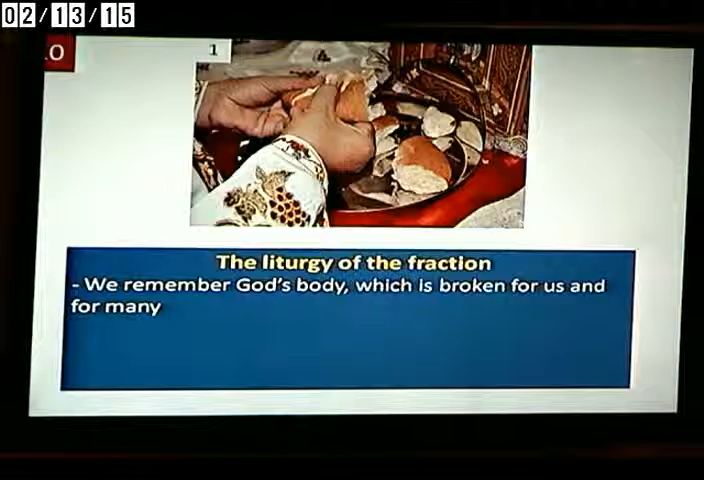 02/13/15
.0
1
The liturgy of the fraction
- We remember God's body, which is broken for us and
for many